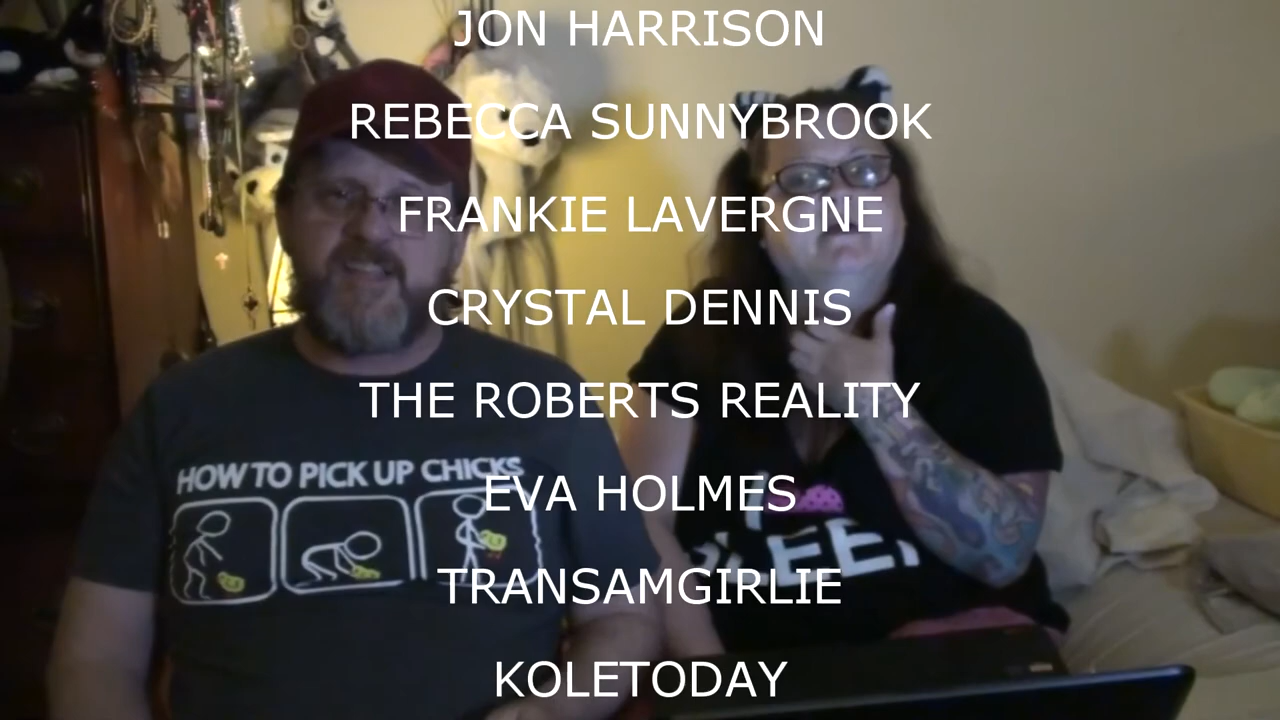 JON HARRISON
REBECCA SUNNYBROOK
FRANKIE LAVERGNE
CRYSTAL DENNIS
THE ROBERTS REALITY
HOW TO PICK UP CHICKS
EVA HOLMES
TRANSAMGIRLIE
KOLETODAY